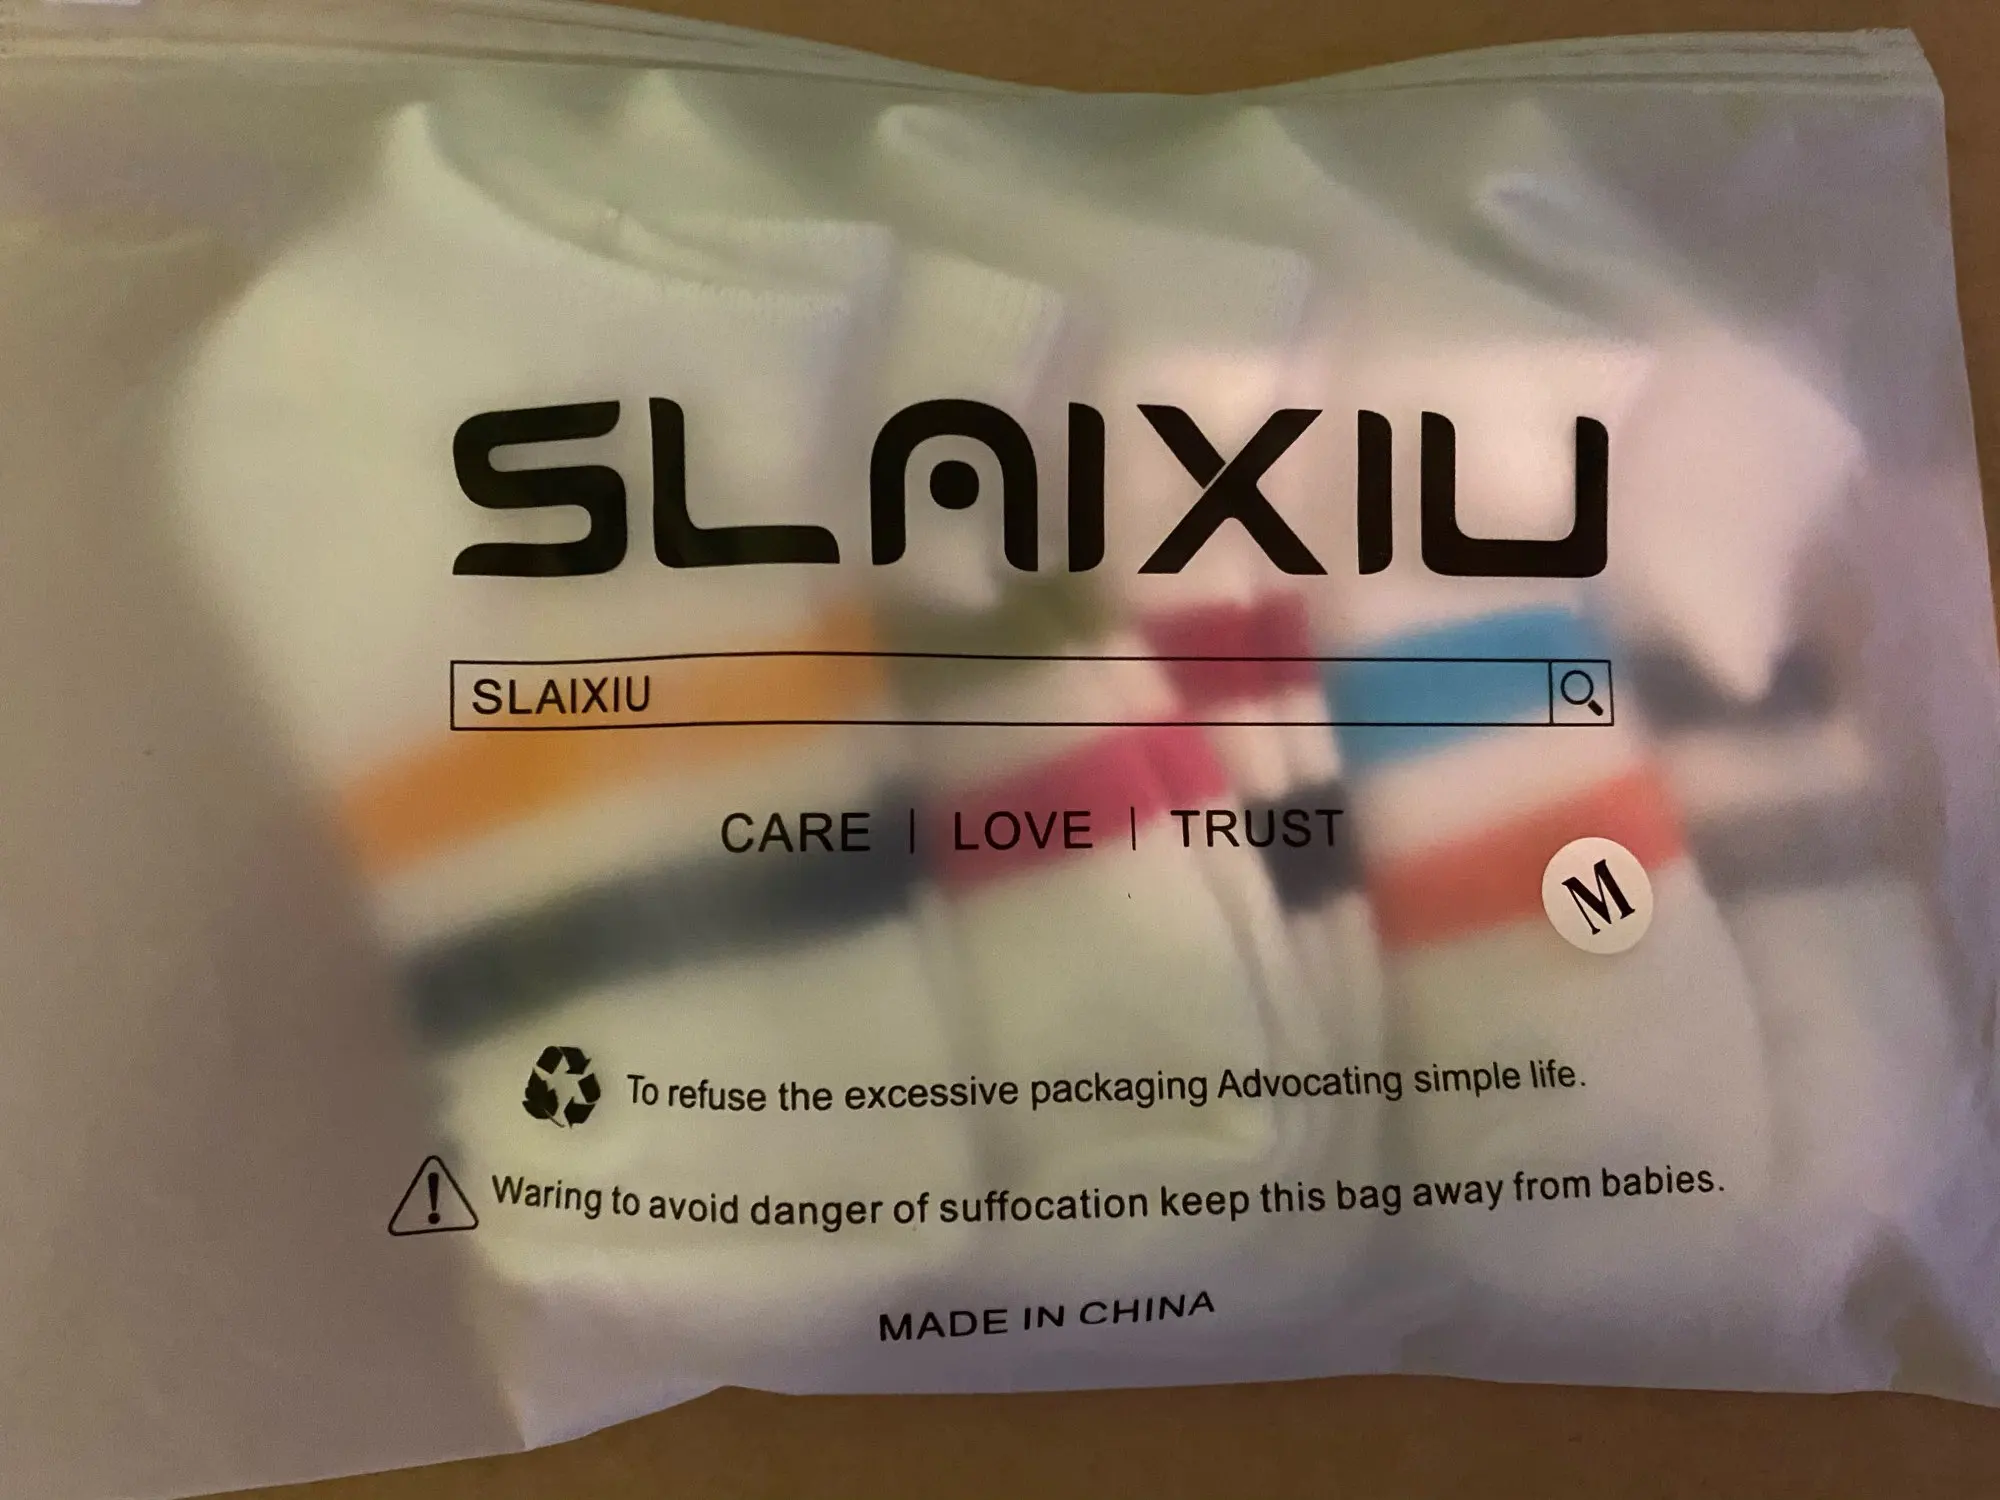 SLAIXIU
SLAIXIU
CARE | LOVE | TRUST
M
To refuse the excessive packaging Advocating simple life.
Waring to avoid danger of suffocation keep this bag away from babies.
MADE IN CHINA